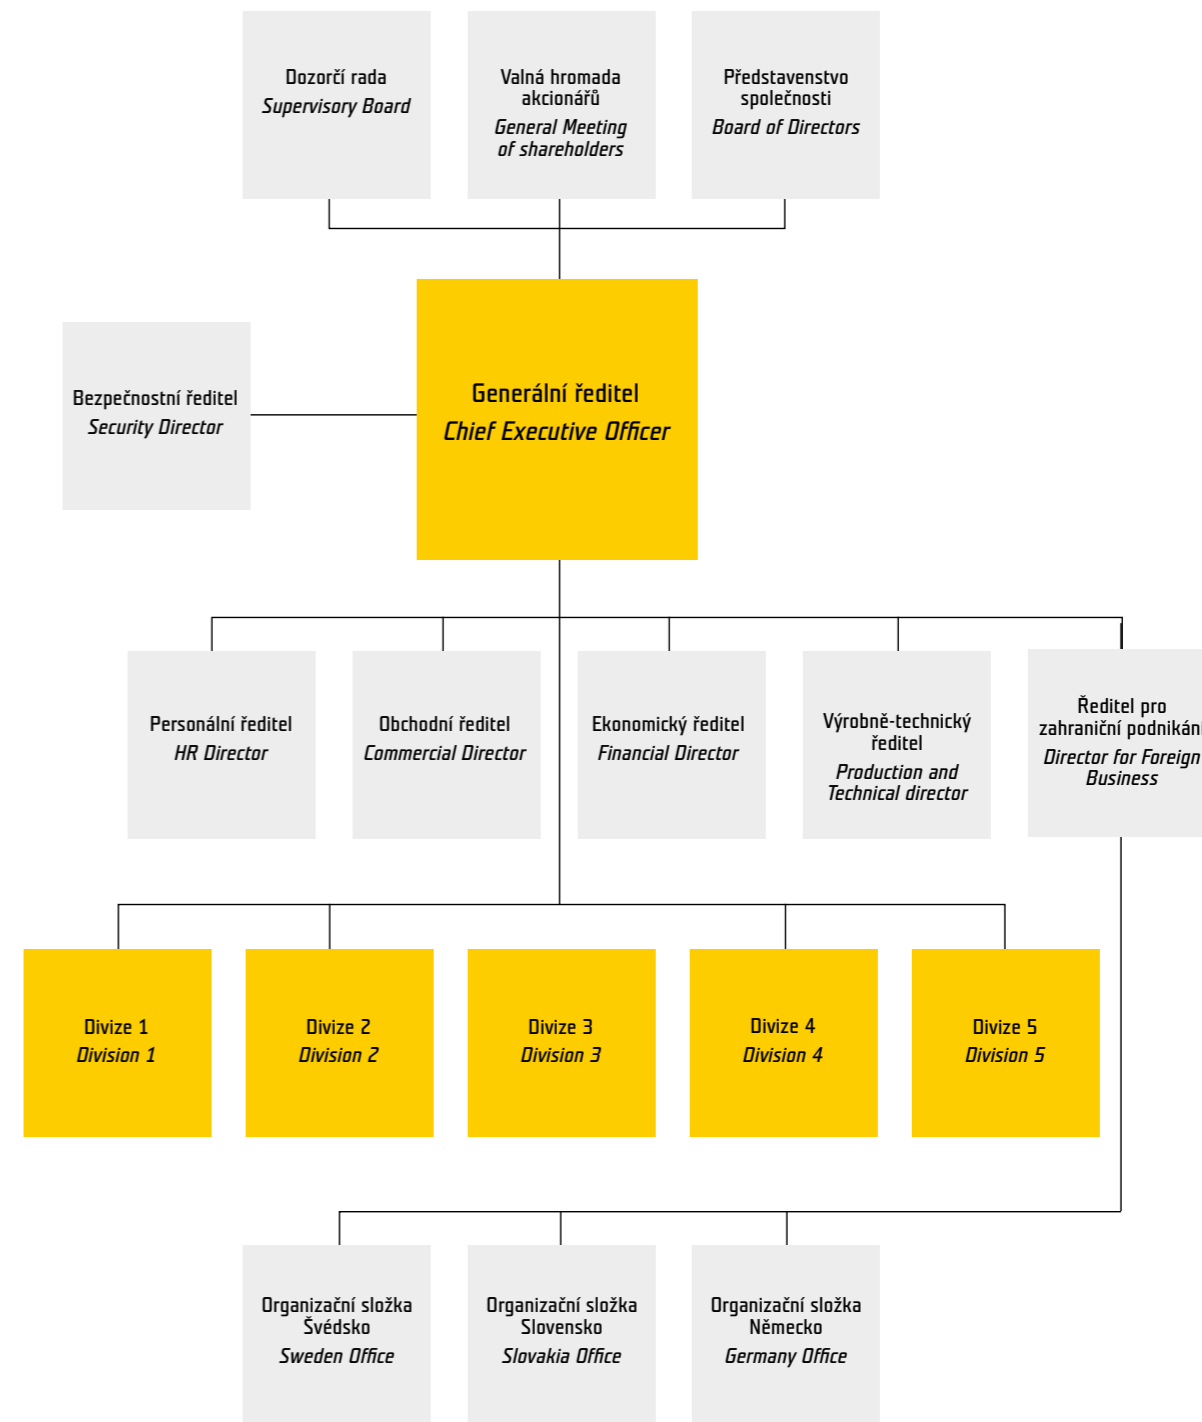 Dozorčí rada
Supervisory Board
Valná hromada
akcionářů
General Meeting
of shareholders
Představenstvo
společnosti
Board of Directors
Bezpečnostní ředitel
Security Director
Generální ředitel
Chief Executive Officer
Personální ředitel
HR Director
Obchodní ředitel
Commercial Director
Ekonomický ředitel
Financial Director
Výrobně-technický
ředitel
Production and
Technical director
Ředitel pro
zahraniční podnikání
Director for Foreign
Business
Divize 1
Division 1
Divize 2
Division 2
Divize 3
Division 3
Divize 4
Division 4
Divize 5
Division 5
Organizační složka
Švédsko
Sweden Office
Organizační složka
Slovensko
Slovakia Office
Organizační složka
Německo
Germany Office